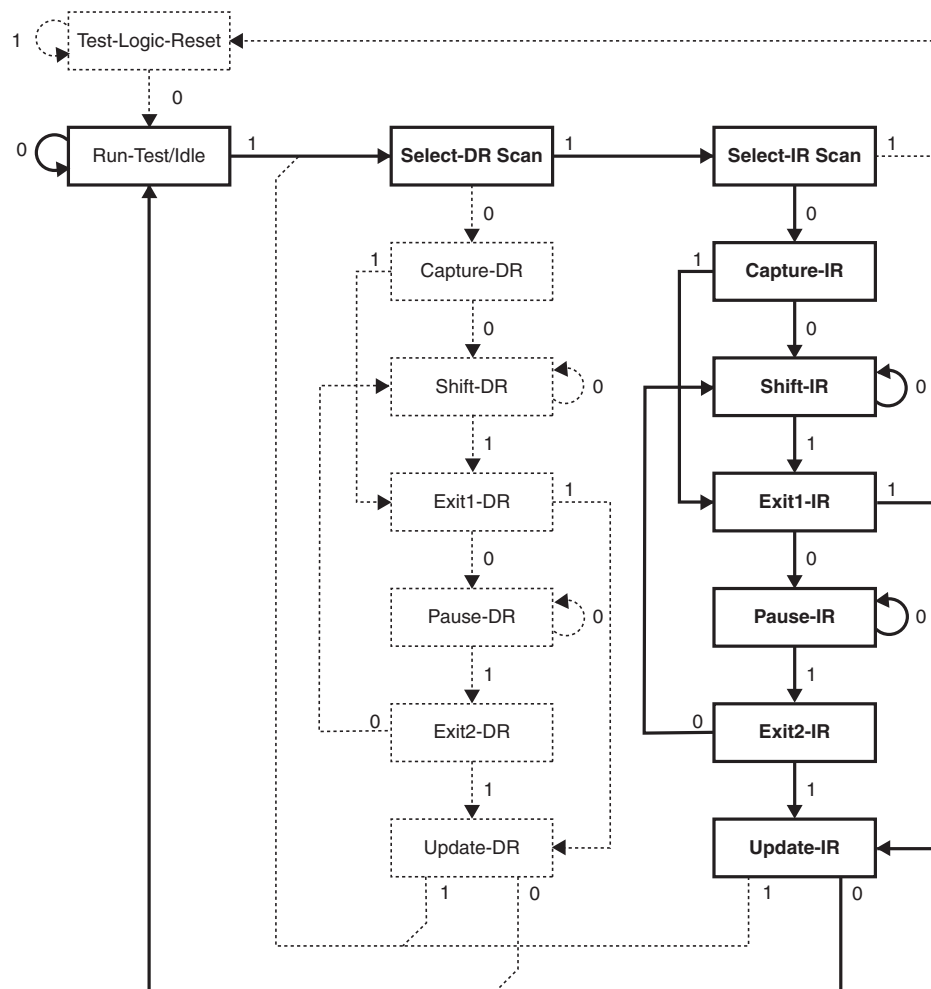 Test-Logic-Reset
1
0
0
Run-Test/Idle
1
Select-DR Scan
1
Select-IR Scan
1
0
0
1
Capture-DR
1
Capture-IR
0
0
Shift-DR
0
Shift-IR
0
1
1
Exit1-DR
1
Exit1-IR
1
0
0
Pause-DR
0
Pause-IR
0
1
1
0
Exit2-DR
0
Exit2-IR
1
1
Update-DR
Update-IR
1
0
1
0